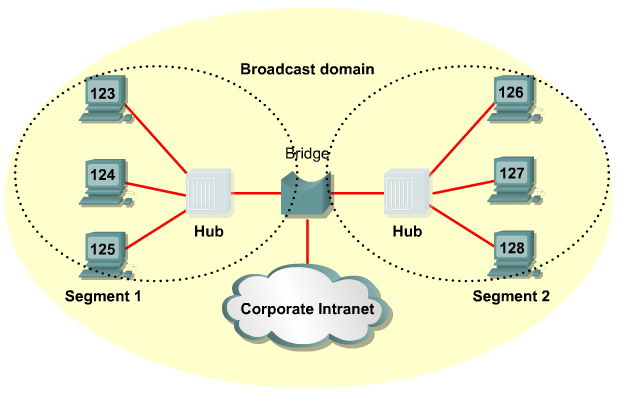 Broadcast domain
123
126
Bridge
124
127
Hub
Hub
125
128
Segment 1
Segment 2
Corporate Intranet